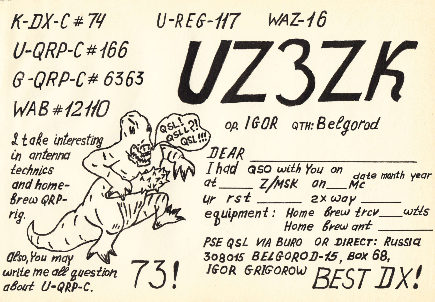 K-DX-C #74 U-REG-117 WAZ-16
U-QRP-C #166
G-QRP-C #6363
WAB #12110
UZ3ZK
op. IGOR QTH: Belgorod
QSL!
QSLL?!
QSL!!!
I take interesting
in antenna
technics
and home-
brew QRP-
rig.
Also, You may
write me all question
about U-QRP-C.
73!
DEAR
I had QSO with You on date month year
at Z/MSK on Mc
ur rst 2x way
equipment: Home brew trcv wtts
Home brew ant
PSE QSL VIA BURO OR DIRECT: RUSSIA
308015 BELGOROD-15, BOX 68,
IGOR GRIGOROW BEST DX!